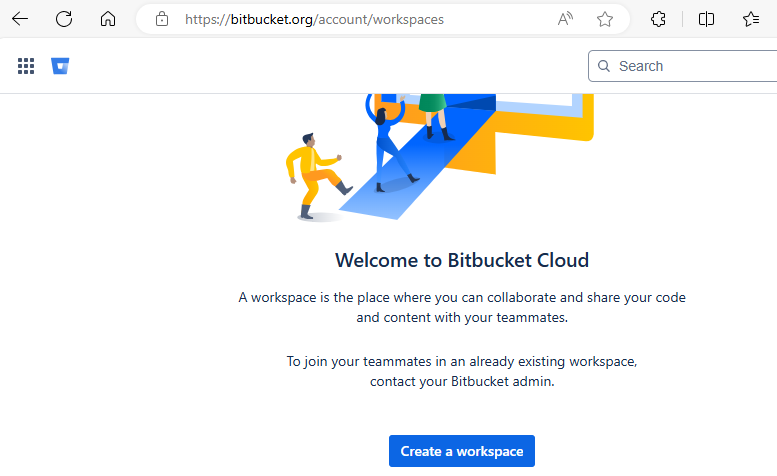 https://bitbucket.org/account/workspaces
Search
Welcome to Bitbucket Cloud
A workspace is the place where you can collaborate and share your code
and content with your teammates.
To join your teammates in an already existing workspace,
contact your Bitbucket admin.
Create a workspace